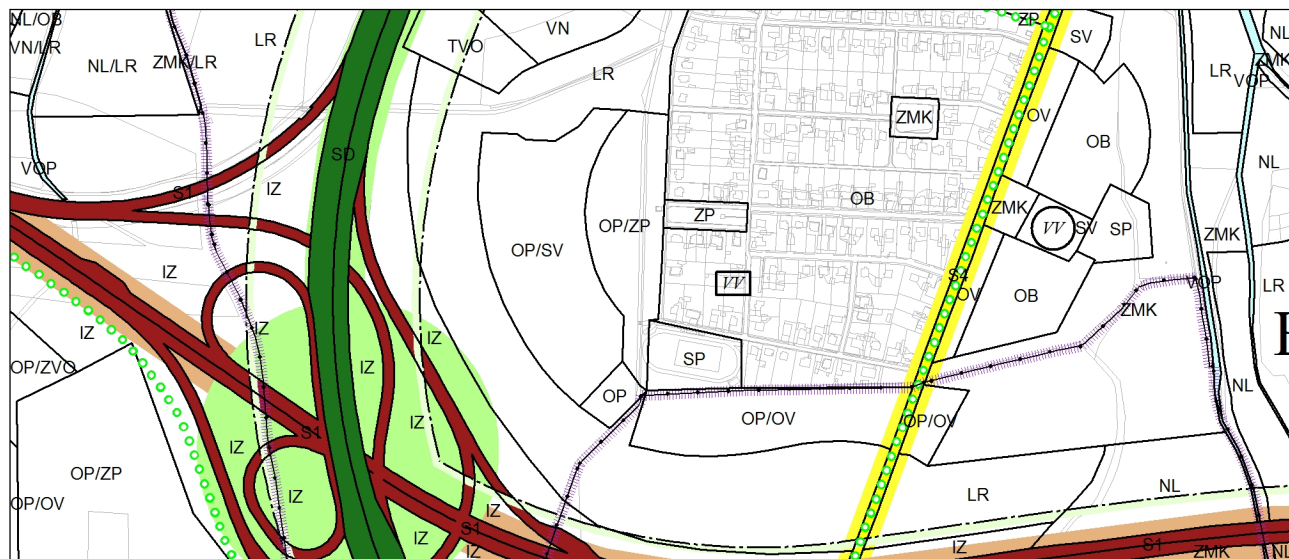 NL/OB
VN/LR
NL/LR
ZMK/LR
LR
TVO
VN
LR
ZP
SV
LR
NL
ZMK
VOP
OV
ZMK
OB
VOP
S1
SD
IZ
NL
OP/SV
OP/ZP
ZP
OB
ZMK
VV
SV
SP
ZMK
IZ
VV
S4
OV
OB
VOP
LR
ZMK
IZ
IZ
IZ
OP/ZVO
IZ
SP
OP
NL
OP/OV
OP/OV
S1
IZ
OP/ZP
OP/OV
IZ
IZ
LR
NL
S1
IZ
IZ
IZ
IZ
S1
ZMK
NL